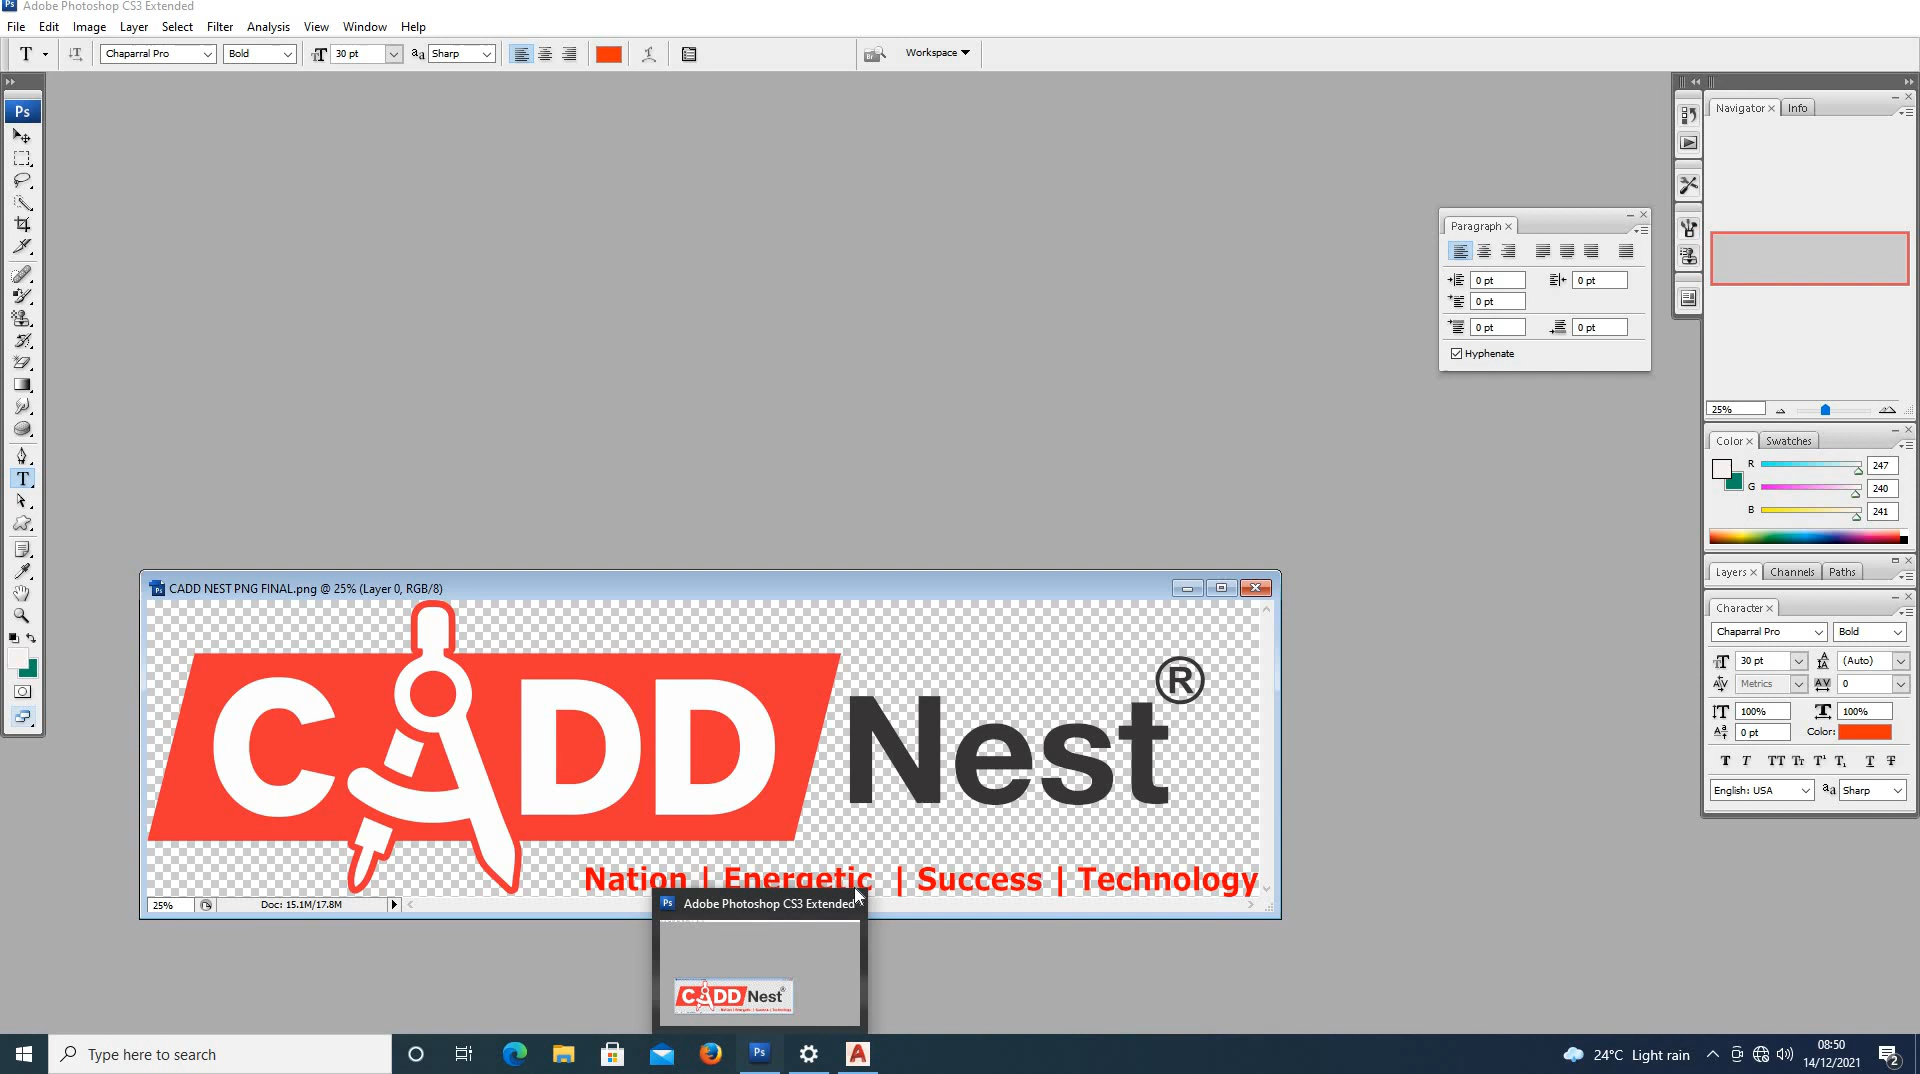 Adobe Photoshop CS3 Extended
File Edit Image Layer Select Filter Analysis View Window Help
T Chaparral Pro Bold 30 pt aa Sharp Workspace
Ps
Navigator Info
Paragraph
0 pt 0 pt
0 pt
0 pt 0 pt
Hyphenate
25%
Color Swatches
R 247
G 240
B 241
Layers Channels Paths
Character
Chaparral Pro Bold
30 pt (Auto)
Metrics 0
100% 100%
0 pt Color:
English: USA aa Sharp
CADD NEST PNG FINAL.png @ 25% (Layer 0, RGB/8)
CADD Nest®
Nation | Energetic | Success | Technology
25% Doc: 15.1M/17.8M
Adobe Photoshop CS3 Extended
CADD Nest
Type here to search
24°C Light rain
08:50
14/12/2021
2